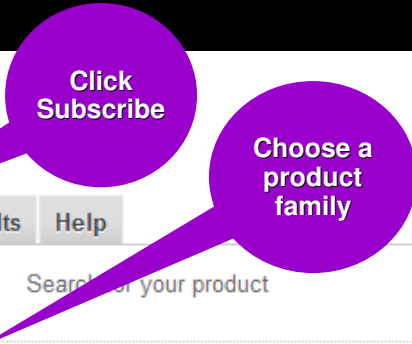 Click
Subscribe
Choose a
product
family
Help
Search for your product